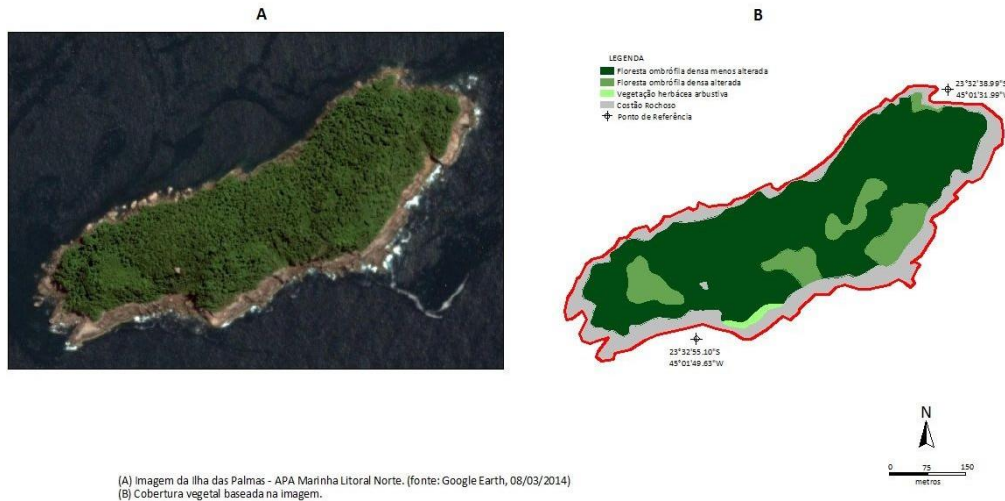 A
B
LEGENDA
Floresta ombrófila densa menos alterada
Floresta ombrófila densa alterada
Vegetação herbácea arbustiva
Costão Rochoso
Ponto de Referência
23°32'38.99"S
45°01'31.99"W
23°32'55.10"S
45°01'49.63"W
N
0 75 150
metros
(A) Imagem da Ilha das Palmas - APA Marinha Litoral Norte. (fonte: Google Earth, 08/03/2014)
(B) Cobertura vegetal baseada na imagem.